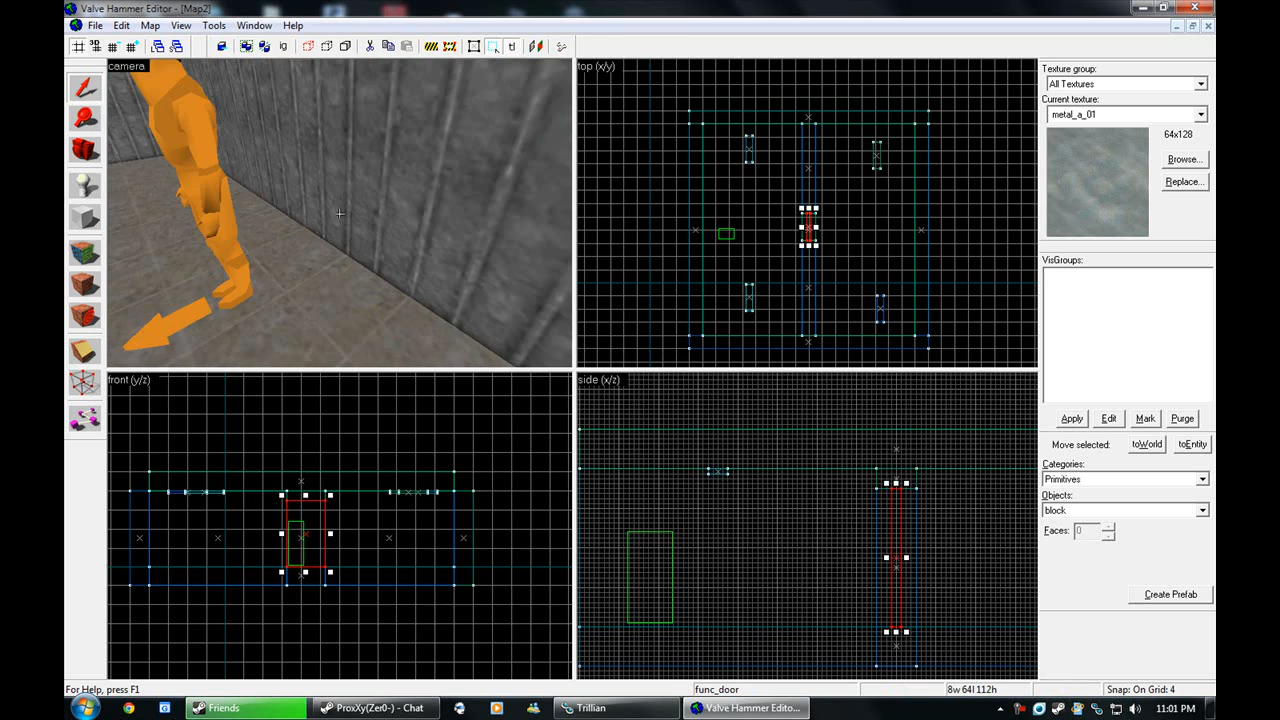 Valve Hammer Editor - [Map2]
File Edit Map View Tools Window Help
camera
top (x/y)
front (y/z)
side (x/z)
Texture group:
All Textures
Current texture:
metal_a_01
64x128
Browse...
Replace...
VisGroups:
Apply Edit Mark Purge
Move selected: toWorld toEntity
Categories:
Primitives
Objects:
block
Faces: 0
Create Prefab
For Help, press F1
func_door
8w 64l 112h
Snap: On Grid: 4
Friends
ProxXy(Zer0-) - Chat
Trillian
Valve Hammer Edito...
11:01 PM